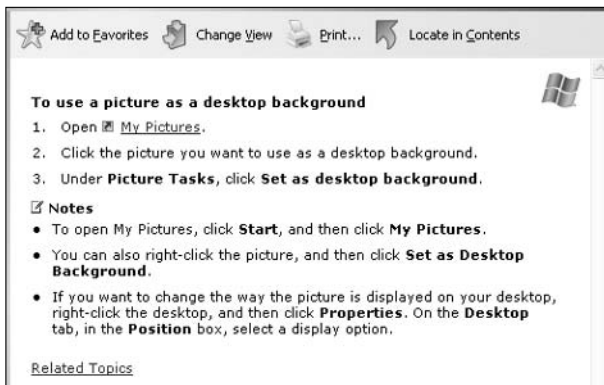 Add to Favorites Change View Print... Locate in Contents
To use a picture as a desktop background
1. Open My Pictures.
2. Click the picture you want to use as a desktop background.
3. Under Picture Tasks, click Set as desktop background.
Notes
• To open My Pictures, click Start, and then click My Pictures.
• You can also right-click the picture, and then click Set as Desktop
Background.
• If you want to change the way the picture is displayed on your desktop,
right-click the desktop, and then click Properties. On the Desktop
tab, in the Position box, select a display option.
Related Topics